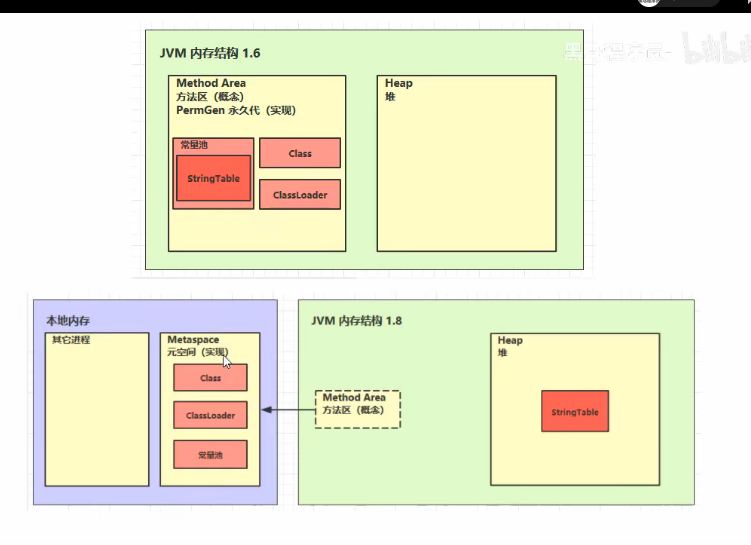 JVM 内存结构 1.6
Method Area
方法区（概念）
PermGen 永久代（实现）
常量池
StringTable
Class
ClassLoader
Heap
堆
本地内存
其它进程
Metaspace
元空间（实现）
Class
ClassLoader
常量池
JVM 内存结构 1.8
Method Area
方法区（概念）
Heap
堆
StringTable